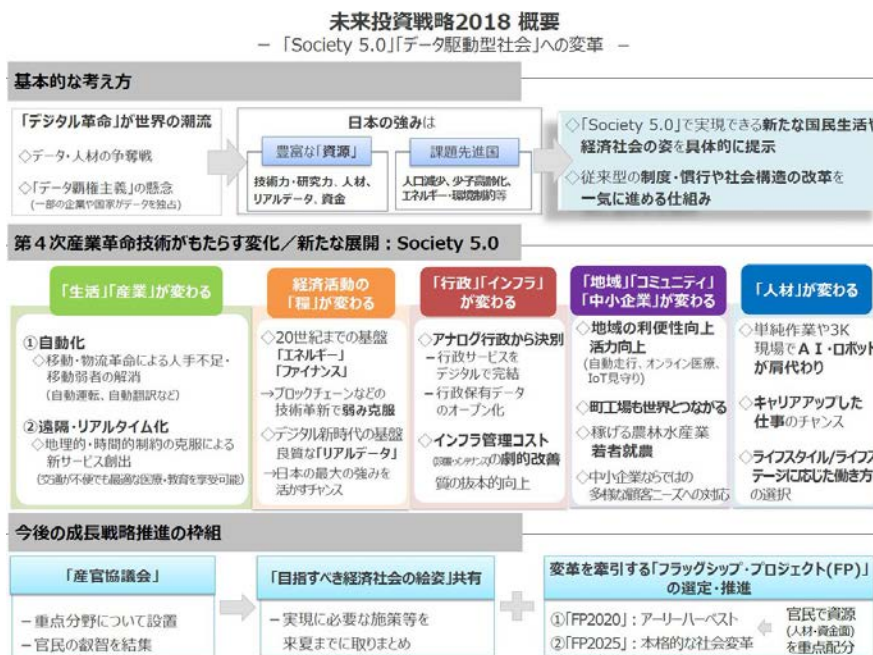 未来投資戦略2018 概要
－ 「Society 5.0」「データ駆動型社会」への変革 －
基本的な考え方
「デジタル革命」が世界の潮流
◇データ・人材の争奪戦
◇「データ覇権主義」の懸念
(一部の企業や国家がデータを独占)
日本の強みは
豊富な「資源」
技術力・研究力、人材、
リアルデータ、資金
課題先進国
人口減少、少子高齢化、
エネルギー・環境制約等
◇「Society 5.0」で実現できる新たな国民生活や
経済社会の姿を具体的に提示
◇従来型の制度・慣行や社会構造の改革を
一気に進める仕組み
第４次産業革命技術がもたらす変化／新たな展開：Society 5.0
「生活」「産業」が変わる
①自動化
◇移動・物流革命による人手不足・
移動弱者の解消
(自動運転、自動翻訳など)
②遠隔・リアルタイム化
◇地理的・時間的制約の克服による
新サービス創出
(交通が不便でも最適な医療・教育を享受可能)
経済活動の
「糧」が変わる
◇20世紀までの基盤
「エネルギー」
「ファイナンス」
→ブロックチェーンなどの
技術革新で弱み克服
◇デジタル新時代の基盤
良質な「リアルデータ」
→日本の最大の強みを
活かすチャンス
「行政」「インフラ」
が変わる
◇アナログ行政から決別
－行政サービスを
デジタルで完結
－行政保有データ
のオープン化
◇インフラ管理コスト
の劇的改善
質の抜本的向上
「地域」「コミュニティ」
「中小企業」が変わる
◇地域の利便性向上
活力向上
(自動走行、オンライン医療、
IoT見守り)
◇町工場も世界とつながる
◇稼げる農林水産業
若者就農
◇中小企業ならではの
多様な顧客ニーズへの対応
「人材」が変わる
◇単純作業や3K
現場でＡＩ・ロボット
が肩代わり
◇キャリアアップした
仕事のチャンス
◇ライフスタイル/ライフス
テージに応じた働き方
の選択
今後の成長戦略推進の枠組
「産官協議会」
－重点分野について設置
－官民の叡智を結集
「目指すべき経済社会の絵姿」共有
－実現に必要な施策等を
来夏までに取りまとめ
変革を牽引する「フラッグシップ・プロジェクト(FP)」
の選定・推進
①「FP2020」：アーリーハーベスト
②「FP2025」：本格的な社会変革
官民で資源
(人材・資金面)
を重点配分